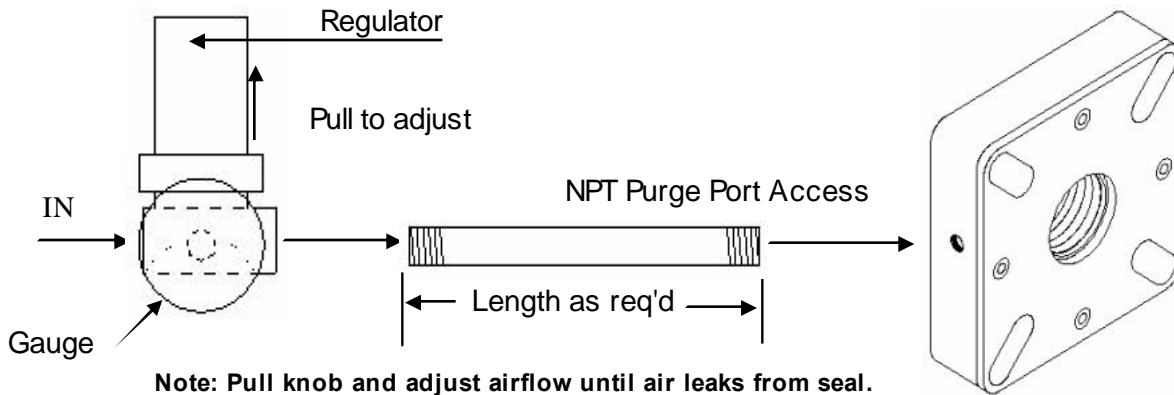 Regulator
Pull to adjust
IN
NPT Purge Port Access
Length as req'd
Gauge
Note: Pull knob and adjust airflow until air leaks from seal.